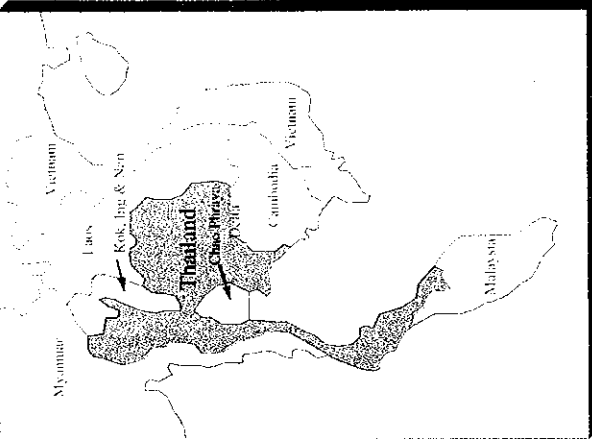 Vietnam
Laos
Kok, Ing & Nan
Myanmar
Thailand
Chao Phraya
Delta
Cambodia
Vietnam
Malaysia